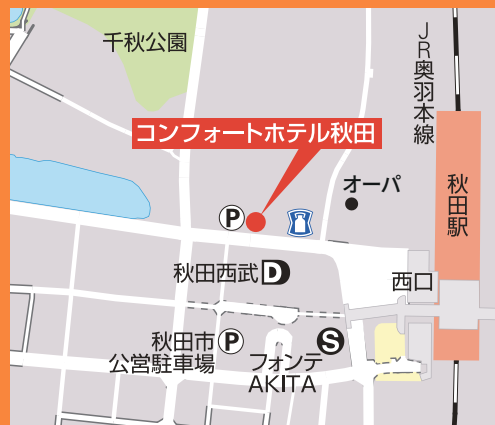 千秋公園
JR奥羽本線
コンフォートホテル秋田
オーパ
秋田駅
P
秋田西武 D
西口
秋田市
公営駐車場 P
フォンテ
AKITA
S